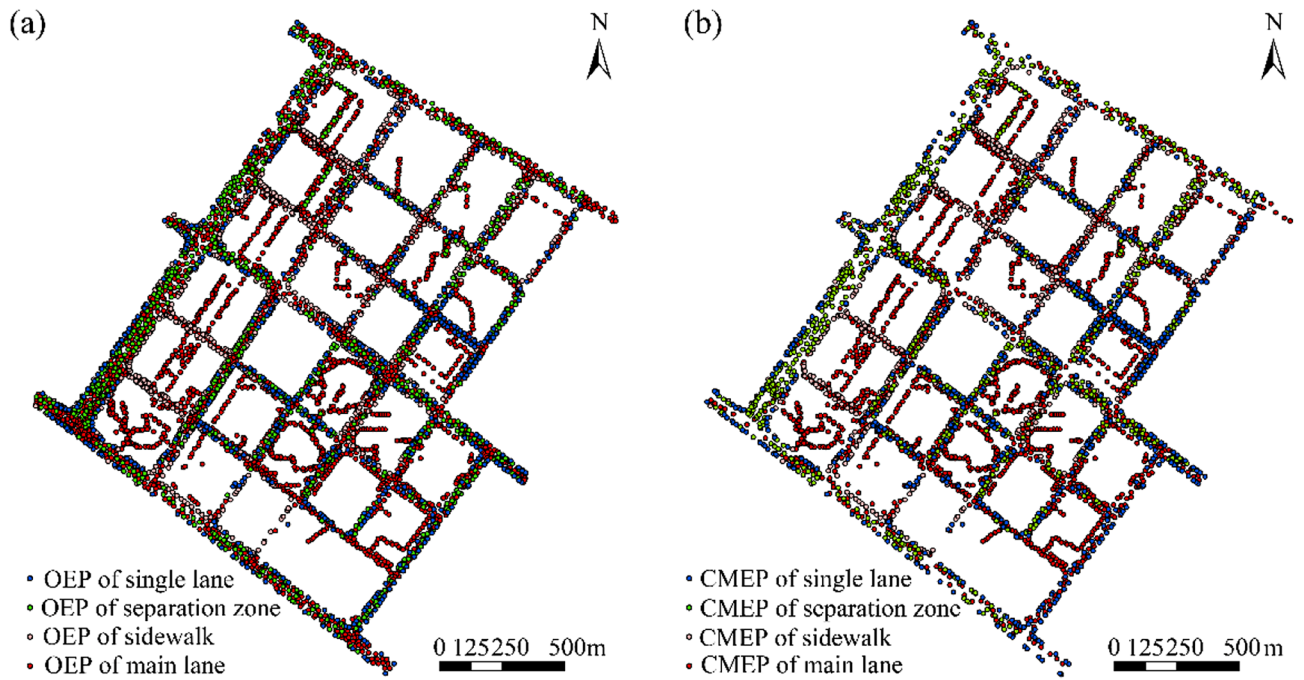 (a)
N
OEP of single lane
OEP of separation zone
OEP of sidewalk
OEP of main lane
0 125250 500m
(b)
N
CMEP of single lane
CMEP of separation zone
CMEP of sidewalk
CMEP of main lane
0 125250 500m